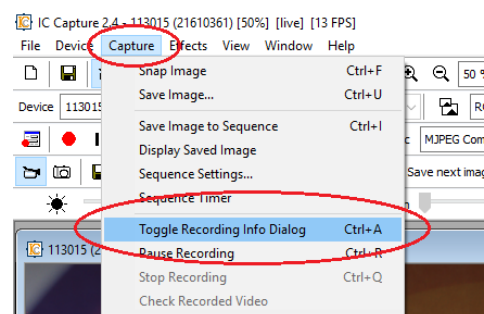 IC Capture 2.4 - 113015 (21610361) [50%] [live] [13 FPS]
File Device Capture Effects View Window Help
Snap Image Ctrl+F
50
Save Image... Ctrl+U
Device 113015
Save Image to Sequence Ctrl+I
MJPEG Com
Display Saved Image
Sequence Settings...
Save next imag
Sequence Timer
Toggle Recording Info Dialog Ctrl+A
113015 (2
Pause Recording Ctrl+R
Stop Recording Ctrl+Q
Check Recorded Video